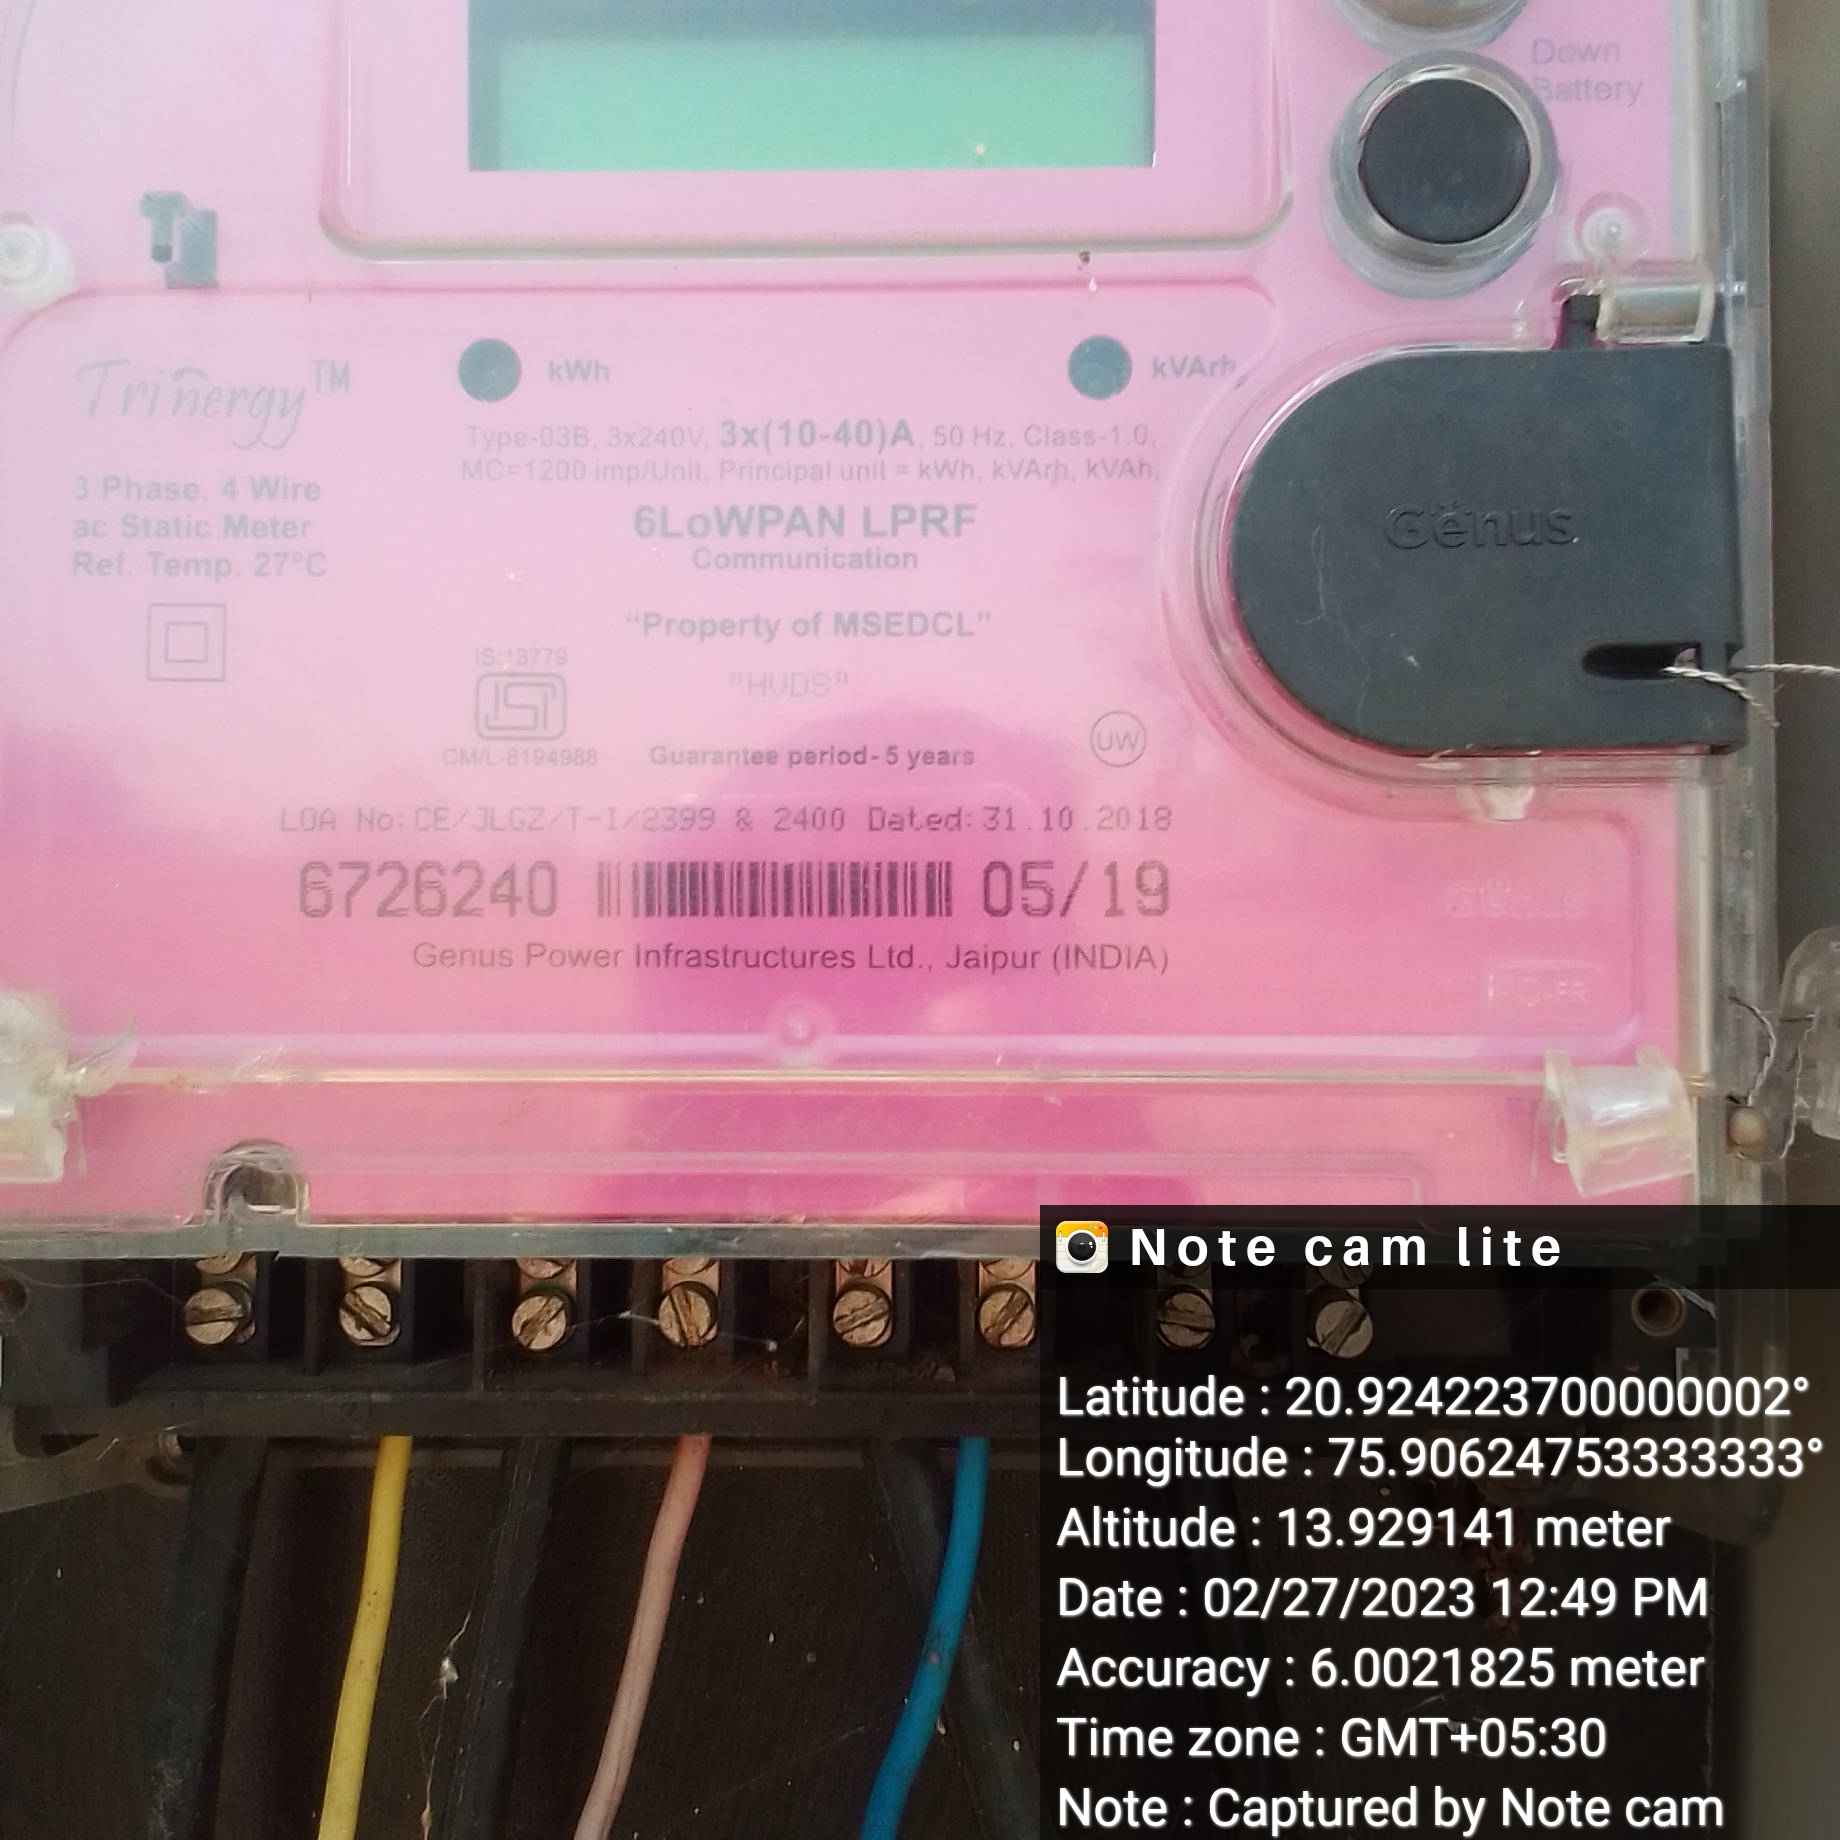 Down
Battery
kWh
kVArh
Trinergy™
Type-03B, 3x240V, 3x(10-40)A, 50 Hz, Class-1.0,
MC=1200 imp/Unit, Principal unit = kWh, kVArh, kVAh,
3 Phase, 4 Wire
ac Static Meter
Ref. Temp. 27°C
6LoWPAN LPRF
Communication
Genus
"Property of MSEDCL"
IS:13779
"HVDS"
UW
CM/L-8194988
Guarantee period- 5 years
LOA No: CE/JLGZ/T-I/2399 & 2400 Dated: 31.10.2018
6726240 05/19
Genus
Genus Power Infrastructures Ltd., Jaipur (INDIA)
Note cam lite
Latitude : 20.924223700000002°
Longitude : 75.90624753333333°
Altitude : 13.929141 meter
Date : 02/27/2023 12:49 PM
Accuracy : 6.0021825 meter
Time zone : GMT+05:30
Note : Captured by Note cam